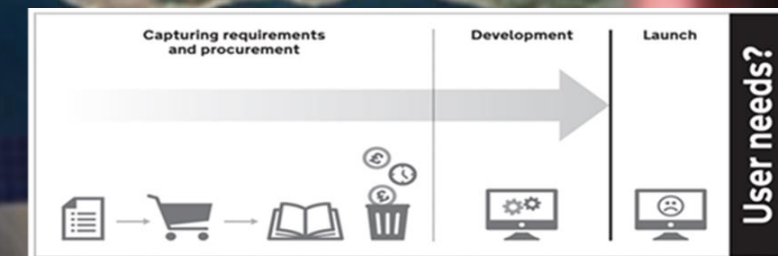 Capturing requirements
and procurement
Development
Launch
£
£
User needs?